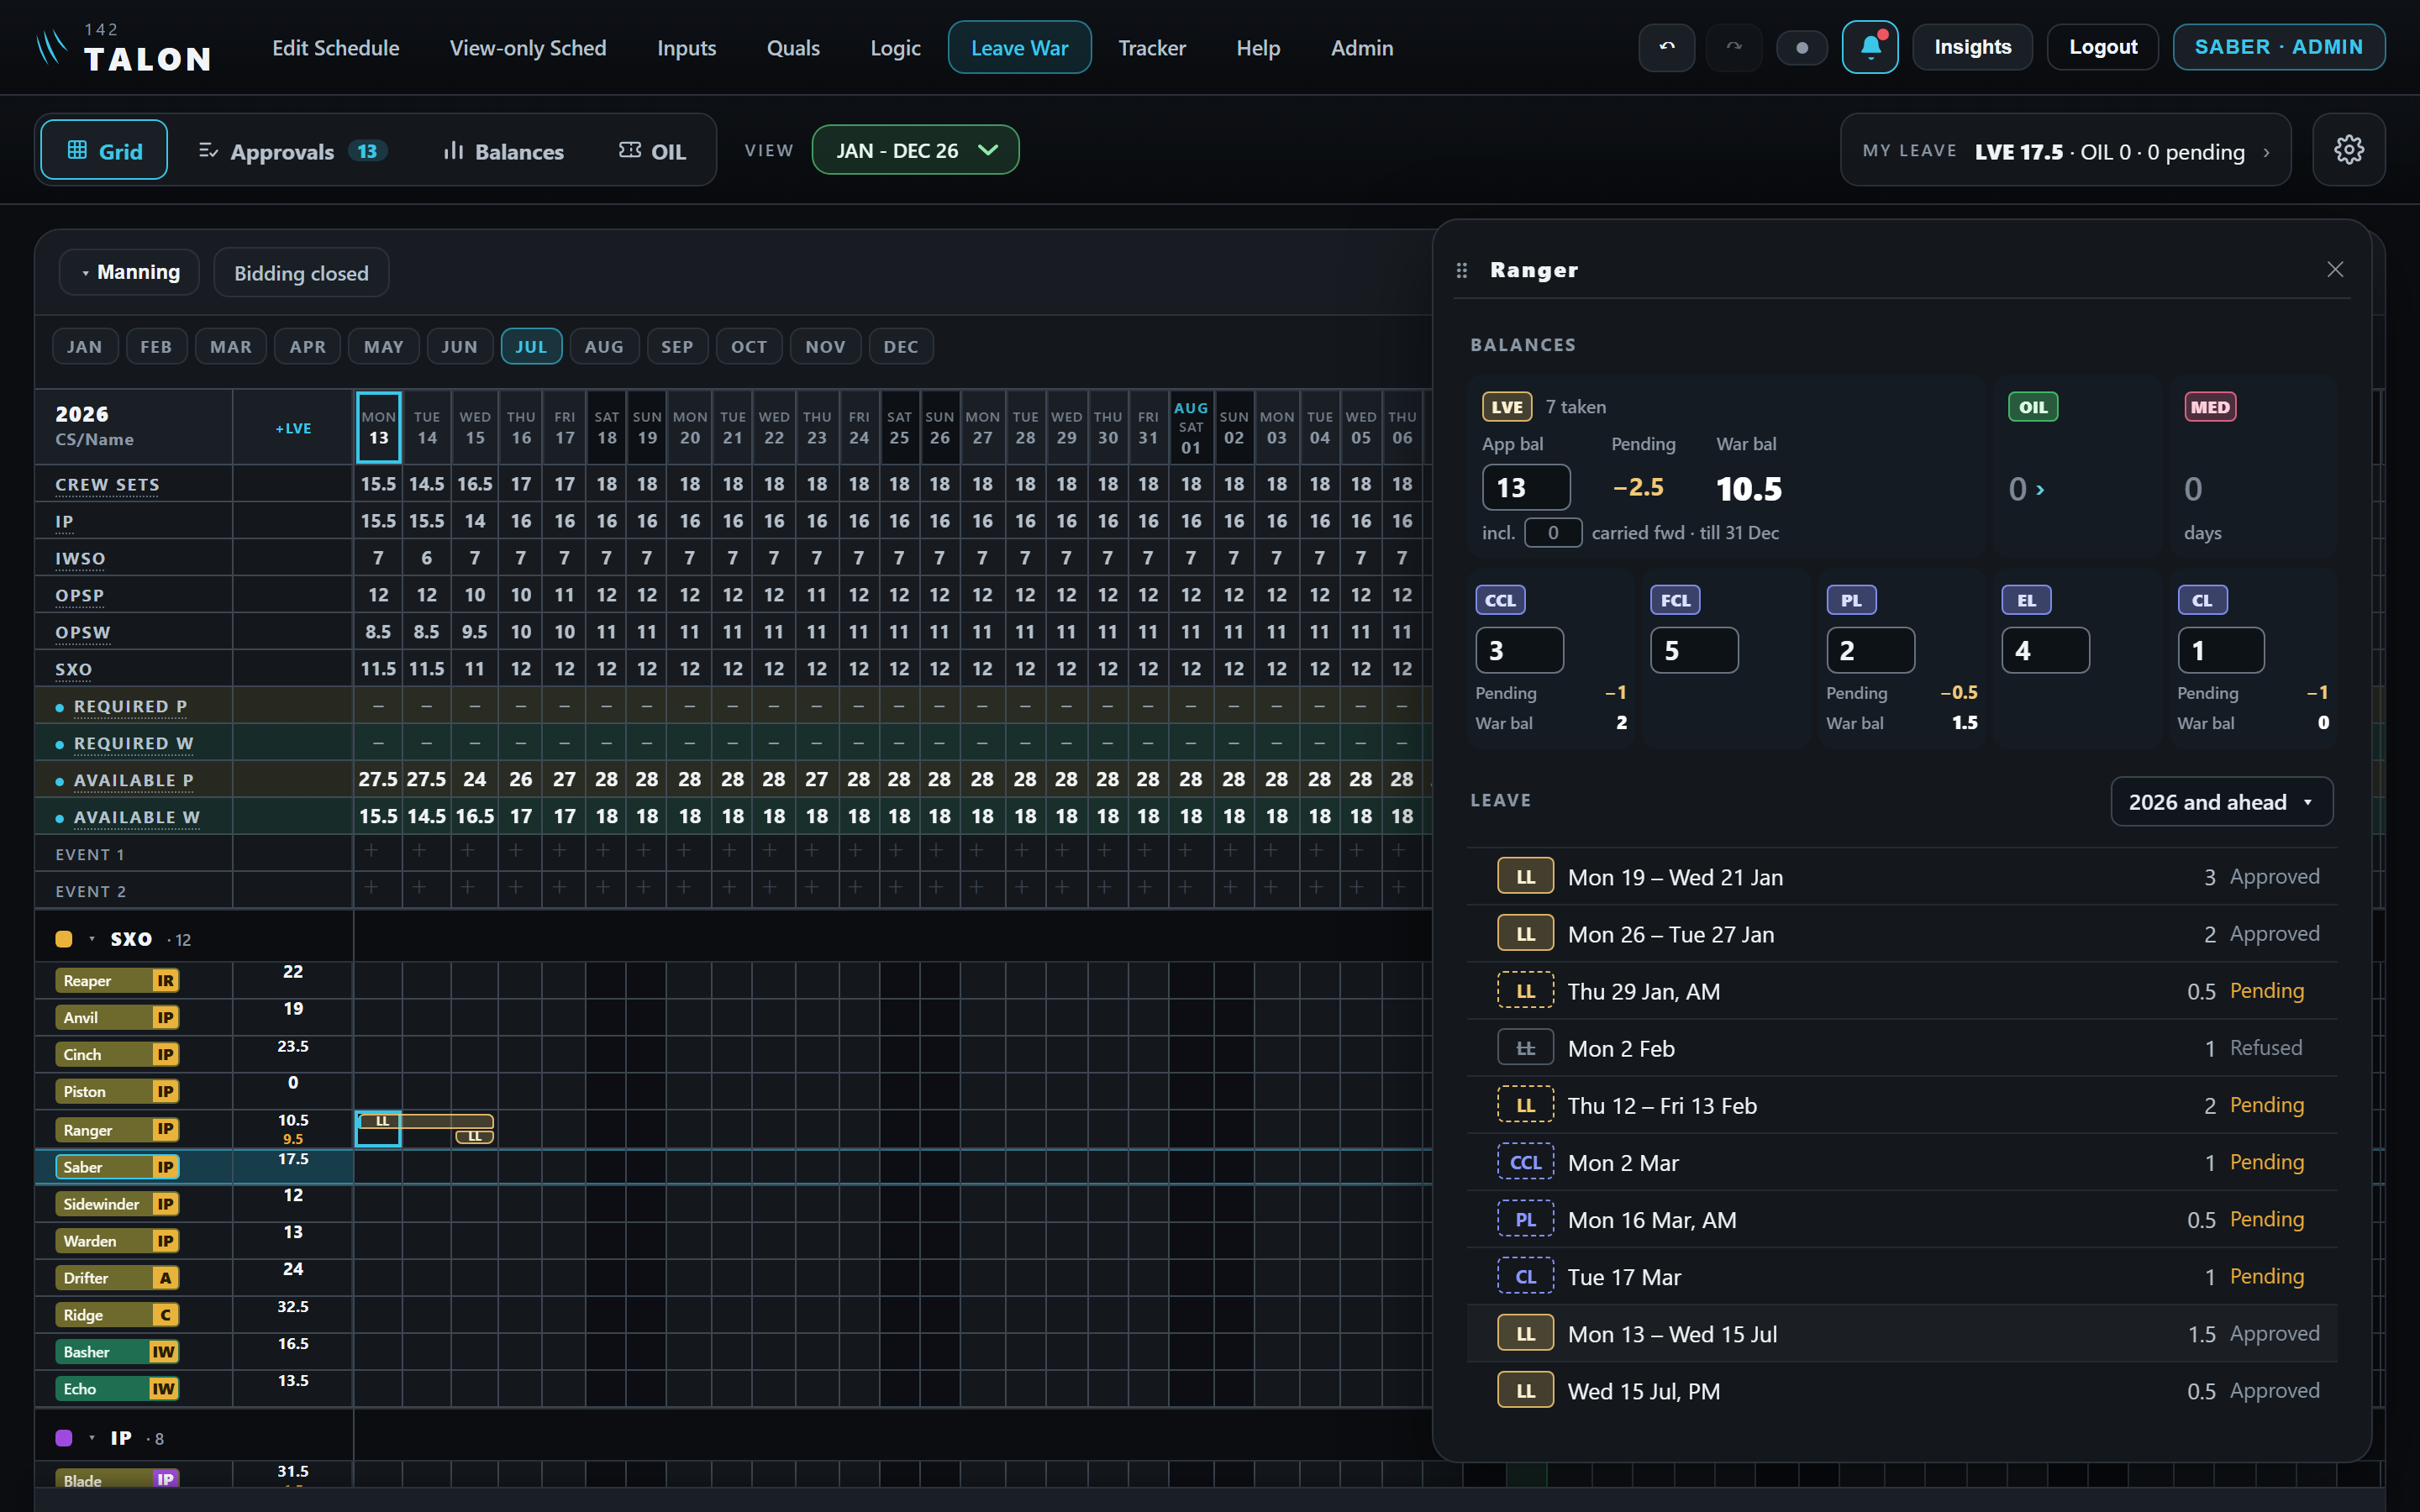 142
TALON
Edit Schedule View-only Sched Inputs Quals Logic Leave War Tracker Help Admin
Insights Logout SABER · ADMIN
Grid Approvals 13 Balances OIL VIEW JAN - DEC 26
MY LEAVE LVE 17.5 · OIL 0 · 0 pending ›
Manning Bidding closed
JAN FEB MAR APR MAY JUN JUL AUG SEP OCT NOV DEC
2026
CS/Name
+LVE
MON 13 TUE 14 WED 15 THU 16 FRI 17 SAT 18 SUN 19 MON 20 TUE 21 WED 22 THU 23 FRI 24 SAT 25 SUN 26 MON 27 TUE 28 WED 29 THU 30 FRI 31 AUG SAT 01 SUN 02 MON 03 TUE 04 WED 05 THU 06
CREW SETS 15.5 14.5 16.5 17 17 18 18 18 18 18 18 18 18 18 18 18 18 18 18 18 18 18 18 18 18
IP 15.5 15.5 14 16 16 16 16 16 16 16 16 16 16 16 16 16 16 16 16 16 16 16 16 16 16
IWSO 7 6 7 7 7 7 7 7 7 7 7 7 7 7 7 7 7 7 7 7 7 7 7 7 7
OPSP 12 12 10 10 11 12 12 12 12 12 11 12 12 12 12 12 12 12 12 12 12 12 12 12 12
OPSW 8.5 8.5 9.5 10 10 11 11 11 11 11 11 11 11 11 11 11 11 11 11 11 11 11 11 11 11
SXO 11.5 11.5 11 12 12 12 12 12 12 12 12 12 12 12 12 12 12 12 12 12 12 12 12 12 12
REQUIRED P – – – – – – – – – – – – – – – – – – – – – – – – –
REQUIRED W – – – – – – – – – – – – – – – – – – – – – – – – –
AVAILABLE P 27.5 27.5 24 26 27 28 28 28 28 28 27 28 28 28 28 28 28 28 28 28 28 28 28 28 28
AVAILABLE W 15.5 14.5 16.5 17 17 18 18 18 18 18 18 18 18 18 18 18 18 18 18 18 18 18 18 18 18
EVENT 1 + + + + + + + + + + + + + + + + + + + + + + + + +
EVENT 2 + + + + + + + + + + + + + + + + + + + + + + + + +
SXO · 12
Reaper IR 22
Anvil IP 19
Cinch IP 23.5
Piston IP 0
Ranger IP 10.5 LL
9.5 LL
Saber IP 17.5
Sidewinder IP 12
Warden IP 13
Drifter A 24
Ridge C 32.5
Basher IW 16.5
Echo IW 13.5
IP · 8
Blade IP 31.5
Ranger
BALANCES
LVE 7 taken
App bal Pending War bal
13 −2.5 10.5
incl. 0 carried fwd · till 31 Dec
OIL
0 ›
MED
0
days
CCL
3
Pending −1
War bal 2
FCL
5
PL
2
Pending −0.5
War bal 1.5
EL
4
CL
1
Pending −1
War bal 0
LEAVE 2026 and ahead
LL Mon 19 – Wed 21 Jan 3 Approved
LL Mon 26 – Tue 27 Jan 2 Approved
LL Thu 29 Jan, AM 0.5 Pending
LL Mon 2 Feb 1 Refused
LL Thu 12 – Fri 13 Feb 2 Pending
CCL Mon 2 Mar 1 Pending
PL Mon 16 Mar, AM 0.5 Pending
CL Tue 17 Mar 1 Pending
LL Mon 13 – Wed 15 Jul 1.5 Approved
LL Wed 15 Jul, PM 0.5 Approved